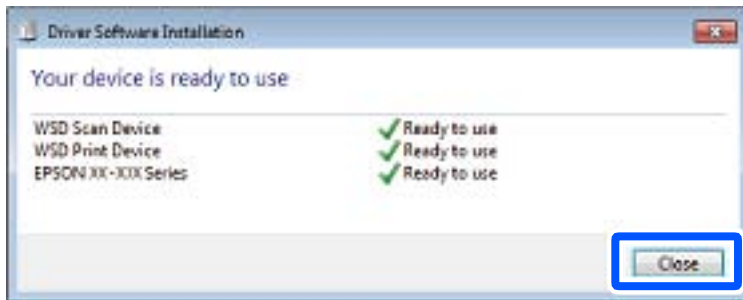 Driver Software Installation
Your device is ready to use
WSD Scan Device Ready to use
WSD Print Device Ready to use
EPSON XX-XXX Series Ready to use
Close